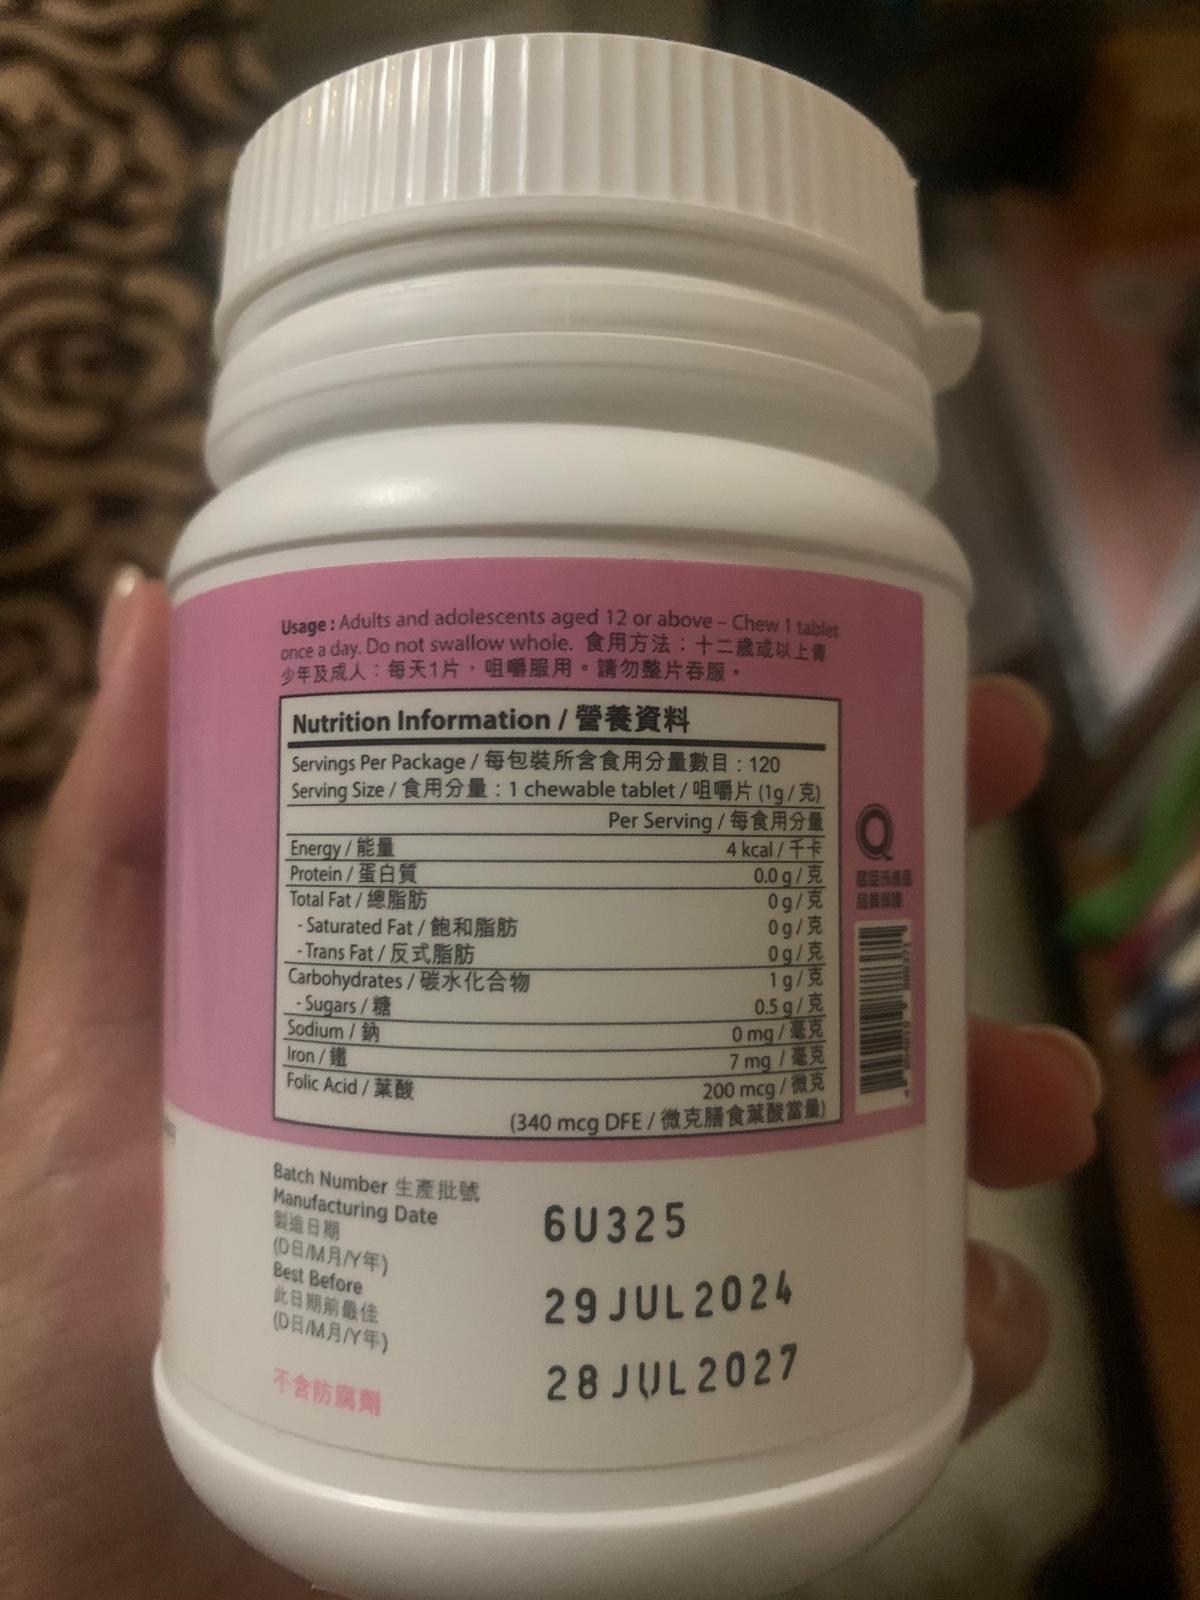 Usage : Adults and adolescents aged 12 or above – Chew 1 tablet
once a day. Do not swallow whole. 食用方法：十二歲或以上青
少年及成人：每天1片，咀嚼服用。請勿整片吞服。
Nutrition Information / 營養資料
Servings Per Package / 每包裝所含食用分量數目 : 120
Serving Size / 食用分量 : 1 chewable tablet / 咀嚼片 (1g / 克)
Per Serving / 每食用分量
Energy / 能量 4 kcal / 千卡
Protein / 蛋白質 0.0 g / 克
Total Fat / 總脂肪 0 g / 克
- Saturated Fat / 飽和脂肪 0 g / 克
- Trans Fat / 反式脂肪 0 g / 克
Carbohydrates / 碳水化合物 1 g / 克
- Sugars / 糖 0.5 g / 克
Sodium / 鈉 0 mg / 毫克
Iron / 鐵 7 mg / 毫克
Folic Acid / 葉酸 200 mcg / 微克
(340 mcg DFE / 微克膳食葉酸當量)
Q
屈臣氏產品
品質保證
Batch Number 生產批號 6U325
Manufacturing Date
製造日期
(D日/M月/Y年) 29 JUL 2024
Best Before
此日期前最佳
(D日/M月/Y年) 28 JUL 2027
不含防腐劑